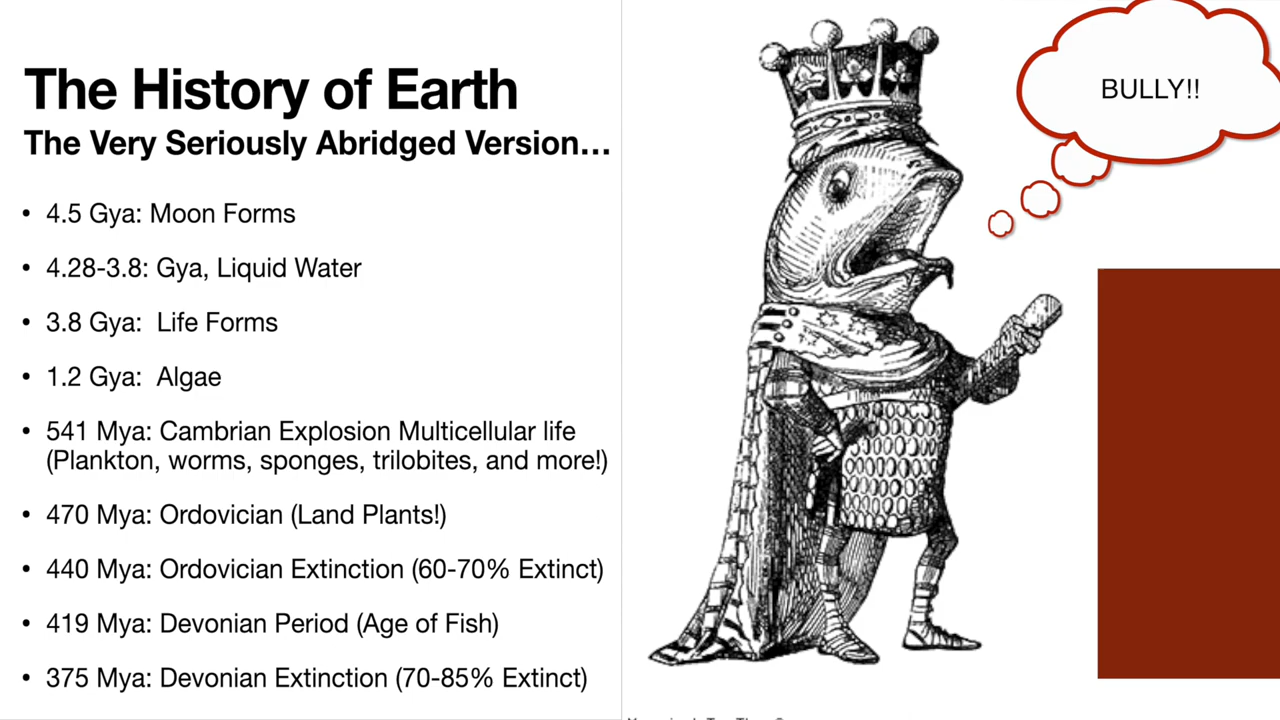 The History of Earth
The Very Seriously Abridged Version...
• 4.5 Gya: Moon Forms
• 4.28-3.8: Gya, Liquid Water
• 3.8 Gya:  Life Forms
• 1.2 Gya:  Algae
• 541 Mya: Cambrian Explosion Multicellular life
(Plankton, worms, sponges, trilobites, and more!)
• 470 Mya: Ordovician (Land Plants!)
• 440 Mya: Ordovician Extinction (60-70% Extinct)
• 419 Mya: Devonian Period (Age of Fish)
• 375 Mya: Devonian Extinction (70-85% Extinct)
BULLY!!